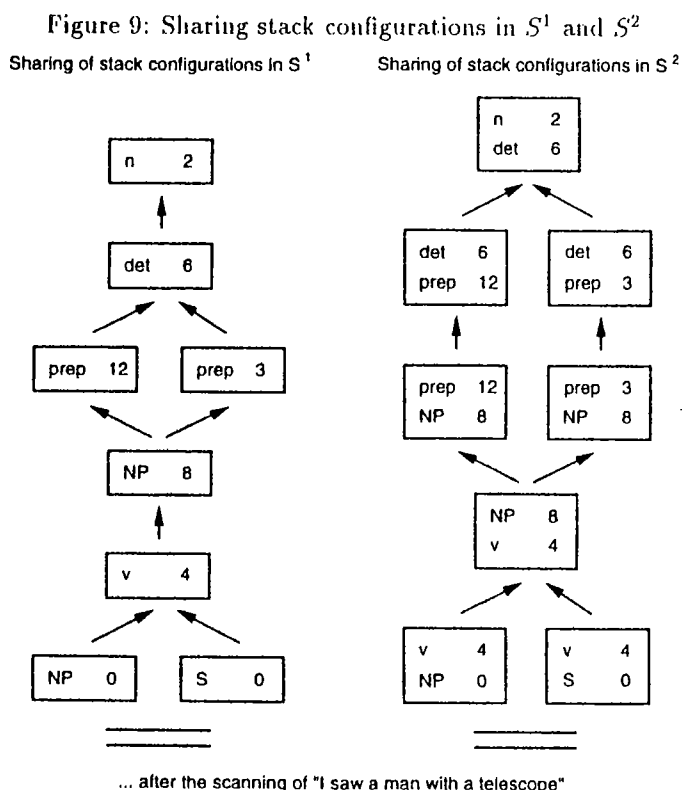 Figure 9: Sharing stack configurations in S¹ and S²
Sharing of stack configurations in S¹
Sharing of stack configurations in S²
n 2
det 6
prep 12
prep 3
NP 8
v 4
NP 0
S 0
n 2
det 6
det 6
prep 12
det 6
prep 3
prep 12
NP 8
prep 3
NP 8
NP 8
v 4
v 4
NP 0
v 4
S 0
... after the scanning of "I saw a man with a telescope"